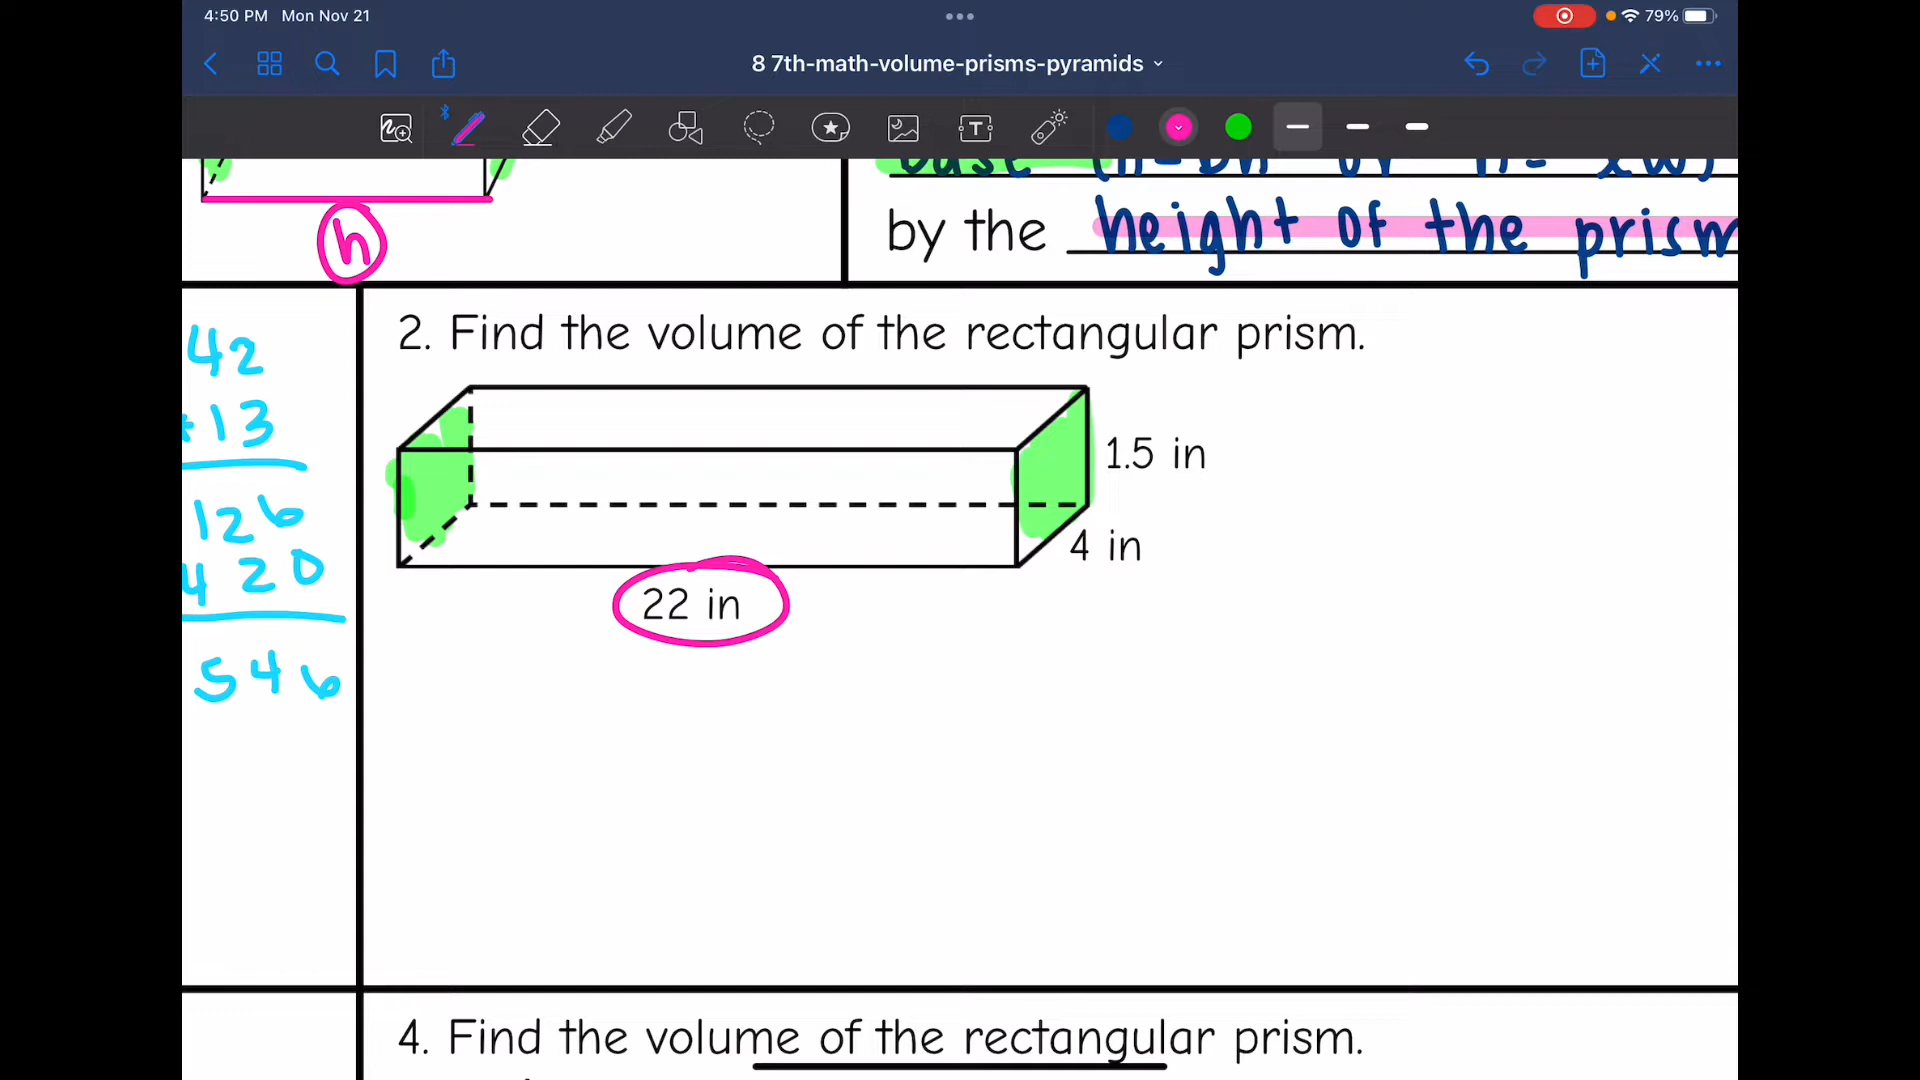 4:50 PM Mon Nov 21
79%
8 7th-math-volume-prisms-pyramids
h
by the height of the prism
42
13
126
420
546
2. Find the volume of the rectangular prism.
1.5 in
4 in
22 in
4. Find the volume of the rectangular prism.